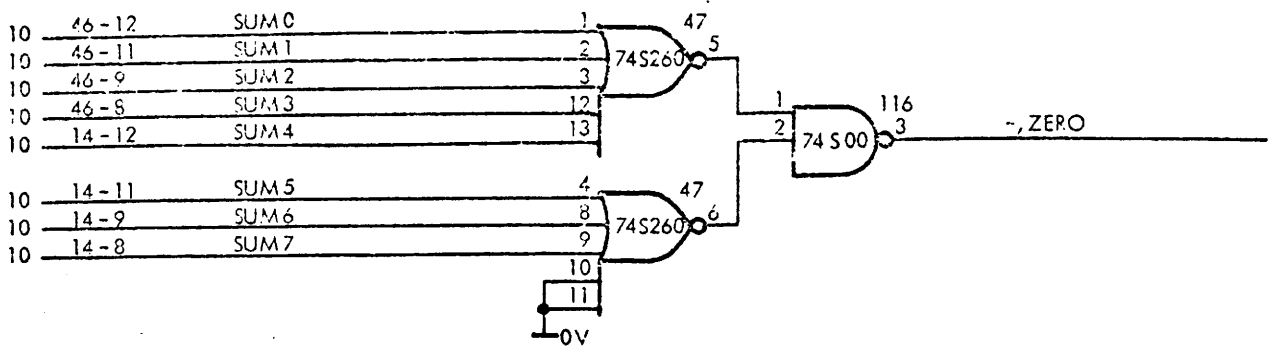 10 46-12 SUM 0 1 47
10 46-11 SUM 1 2 74S260 5
10 46-9 SUM 2 3
10 46-8 SUM 3 12 1 116
10 14-12 SUM 4 13 2 74S00 3 ~,ZERO
10 14-11 SUM 5 4 47
10 14-9 SUM 6 8 74S260 6
10 14-8 SUM 7 9
10
11
0V